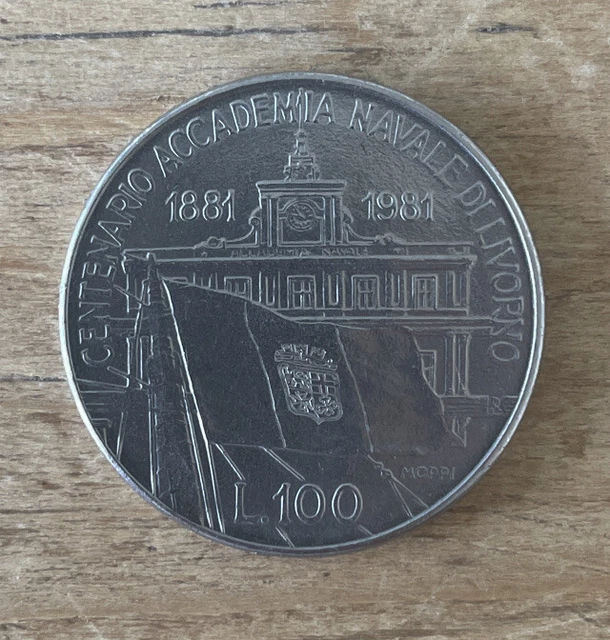 CENTENARIO ACCADEMIA NAVALE DI LIVORNO
1881 1981
ACCADEMIA NAVALE
MOPPI
L.100